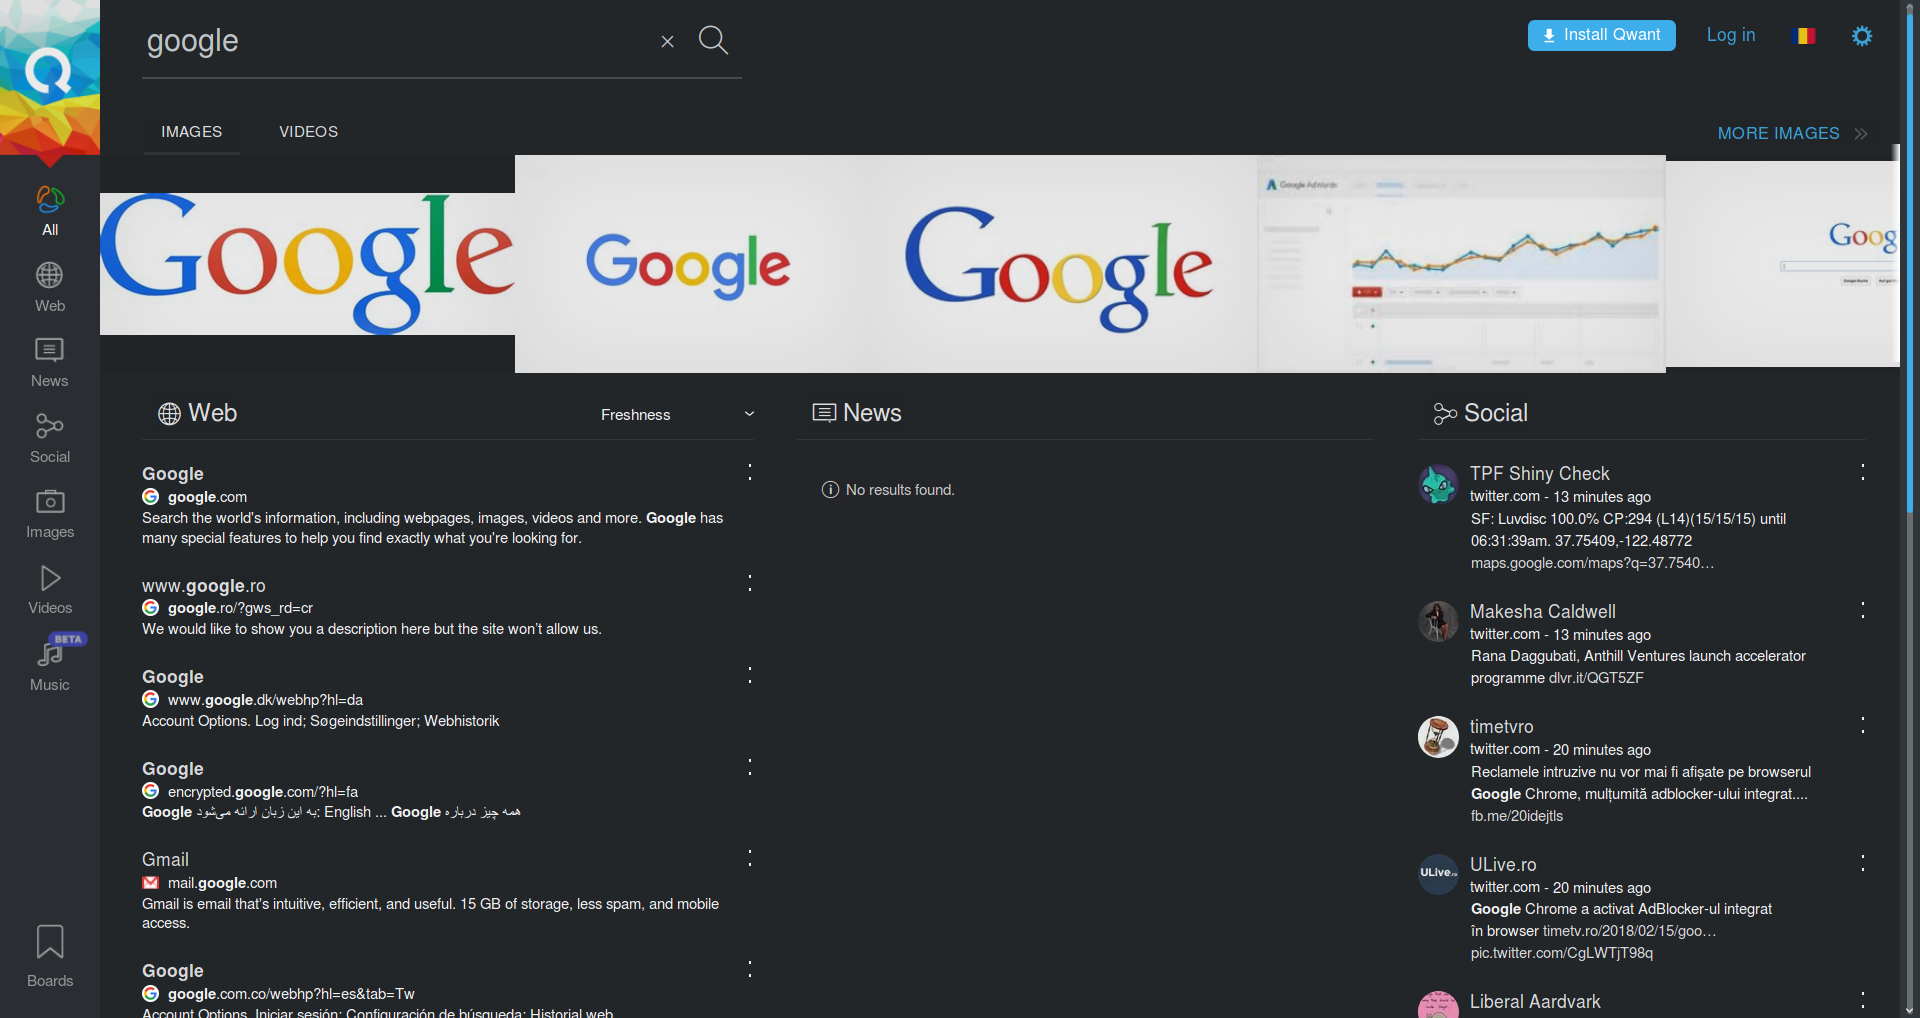 google
Install Qwant
Log in
IMAGES
VIDEOS
MORE IMAGES
All
Web
News
Social
Images
Videos
BETA
Music
Boards
Google
Google
Google
Google AdWords
Goog
Web
Freshness
Google
google.com
Search the world's information, including webpages, images, videos and more. Google has
many special features to help you find exactly what you're looking for.
www.google.ro
google.ro/?gws_rd=cr
We would like to show you a description here but the site won't allow us.
Google
www.google.dk/webhp?hl=da
Account Options. Log ind; Søgeindstillinger; Webhistorik
Google
encrypted.google.com/?hl=fa
Google به این زبان ارائه می‌شود: English ... Google همه چیز درباره
Gmail
mail.google.com
Gmail is email that's intuitive, efficient, and useful. 15 GB of storage, less spam, and mobile
access.
Google
google.com.co/webhp?hl=es&tab=Tw
Account Options. Iniciar sesión; Configuración de búsqueda; Historial web
News
No results found.
Social
TPF Shiny Check
twitter.com - 13 minutes ago
SF: Luvdisc 100.0% CP:294 (L14)(15/15/15) until
06:31:39am. 37.75409,-122.48772
maps.google.com/maps?q=37.7540…
Makesha Caldwell
twitter.com - 13 minutes ago
Rana Daggubati, Anthill Ventures launch accelerator
programme dlvr.it/QGT5ZF
timetvro
twitter.com - 20 minutes ago
Reclamele intruzive nu vor mai fi afișate pe browserul
Google Chrome, mulțumită adblocker-ului integrat....
fb.me/20idejtls
ULive.ro
ULive.ro
twitter.com - 20 minutes ago
Google Chrome a activat AdBlocker-ul integrat
în browser timetv.ro/2018/02/15/goo…
pic.twitter.com/CgLWTjT98q
Liberal Aardvark